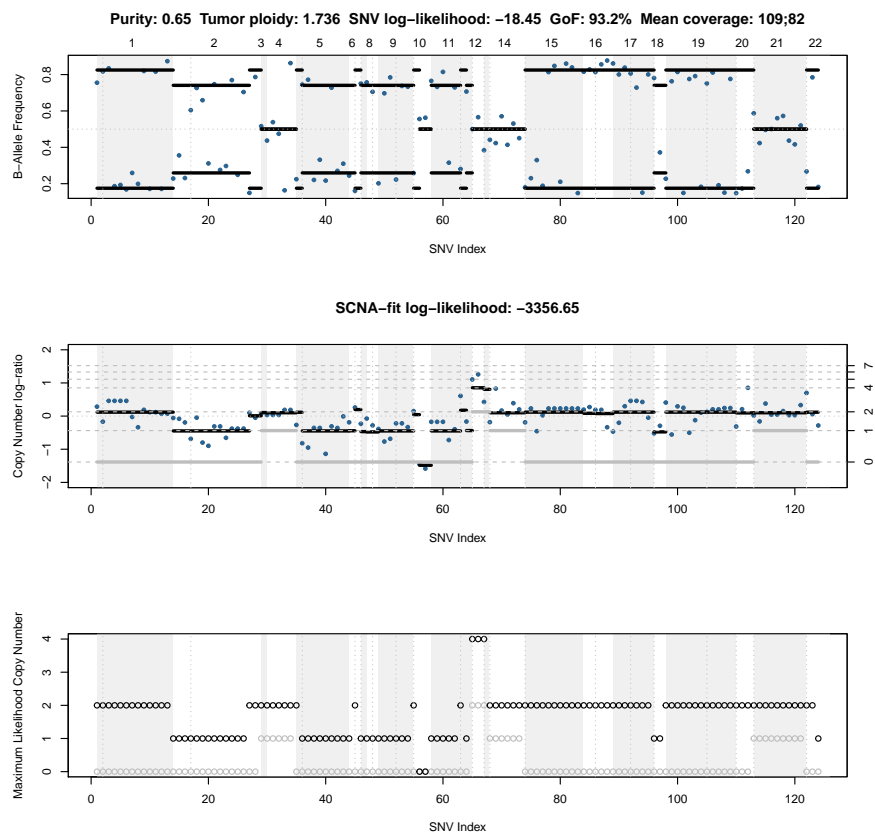 Purity: 0.65 Tumor ploidy: 1.736 SNV log−likelihood: −18.45 GoF: 93.2% Mean coverage: 109;82
1 2 3 4 5 6 8 9 10 11 12 14 15 16 17 18 19 20 21 22
B−Allele Frequency
0.8
0.6
0.4
0.2
0 20 40 60 80 100 120
SNV Index
SCNA−fit log−likelihood: −3356.65
Copy Number log−ratio
2
1
0
−1
−2
7
4
2
1
0
0 20 40 60 80 100 120
SNV Index
Maximum Likelihood Copy Number
4
3
2
1
0
0 20 40 60 80 100 120
SNV Index